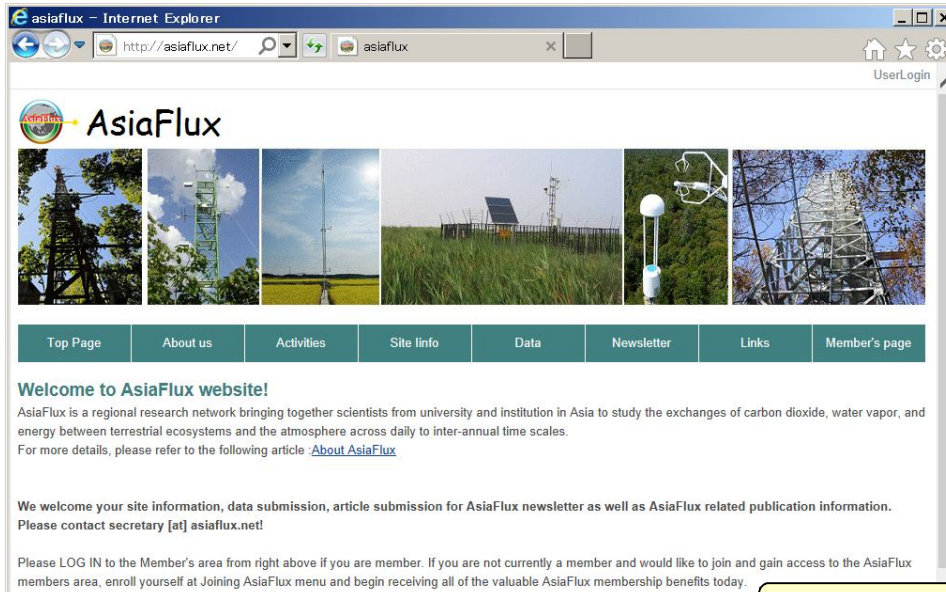 asiaflux - Internet Explorer
http://asiaflux.net/ asiaflux
UserLogin
AsiaFlux AsiaFlux
Top Page About us Activities Site Iinfo Data Newsletter Links Member's page
Welcome to AsiaFlux website!
AsiaFlux is a regional research network bringing together scientists from university and institution in Asia to study the exchanges of carbon dioxide, water vapor, and
energy between terrestrial ecosystems and the atmosphere across daily to inter-annual time scales.
For more details, please refer to the following article :About AsiaFlux
We welcome your site information, data submission, article submission for AsiaFlux newsletter as well as AsiaFlux related publication information.
Please contact secretary [at] asiaflux.net!
Please LOG IN to the Member's area from right above if you are member. If you are not currently a member and would like to join and gain access to the AsiaFlux
members area, enroll yourself at Joining AsiaFlux menu and begin receiving all of the valuable AsiaFlux membership benefits today.